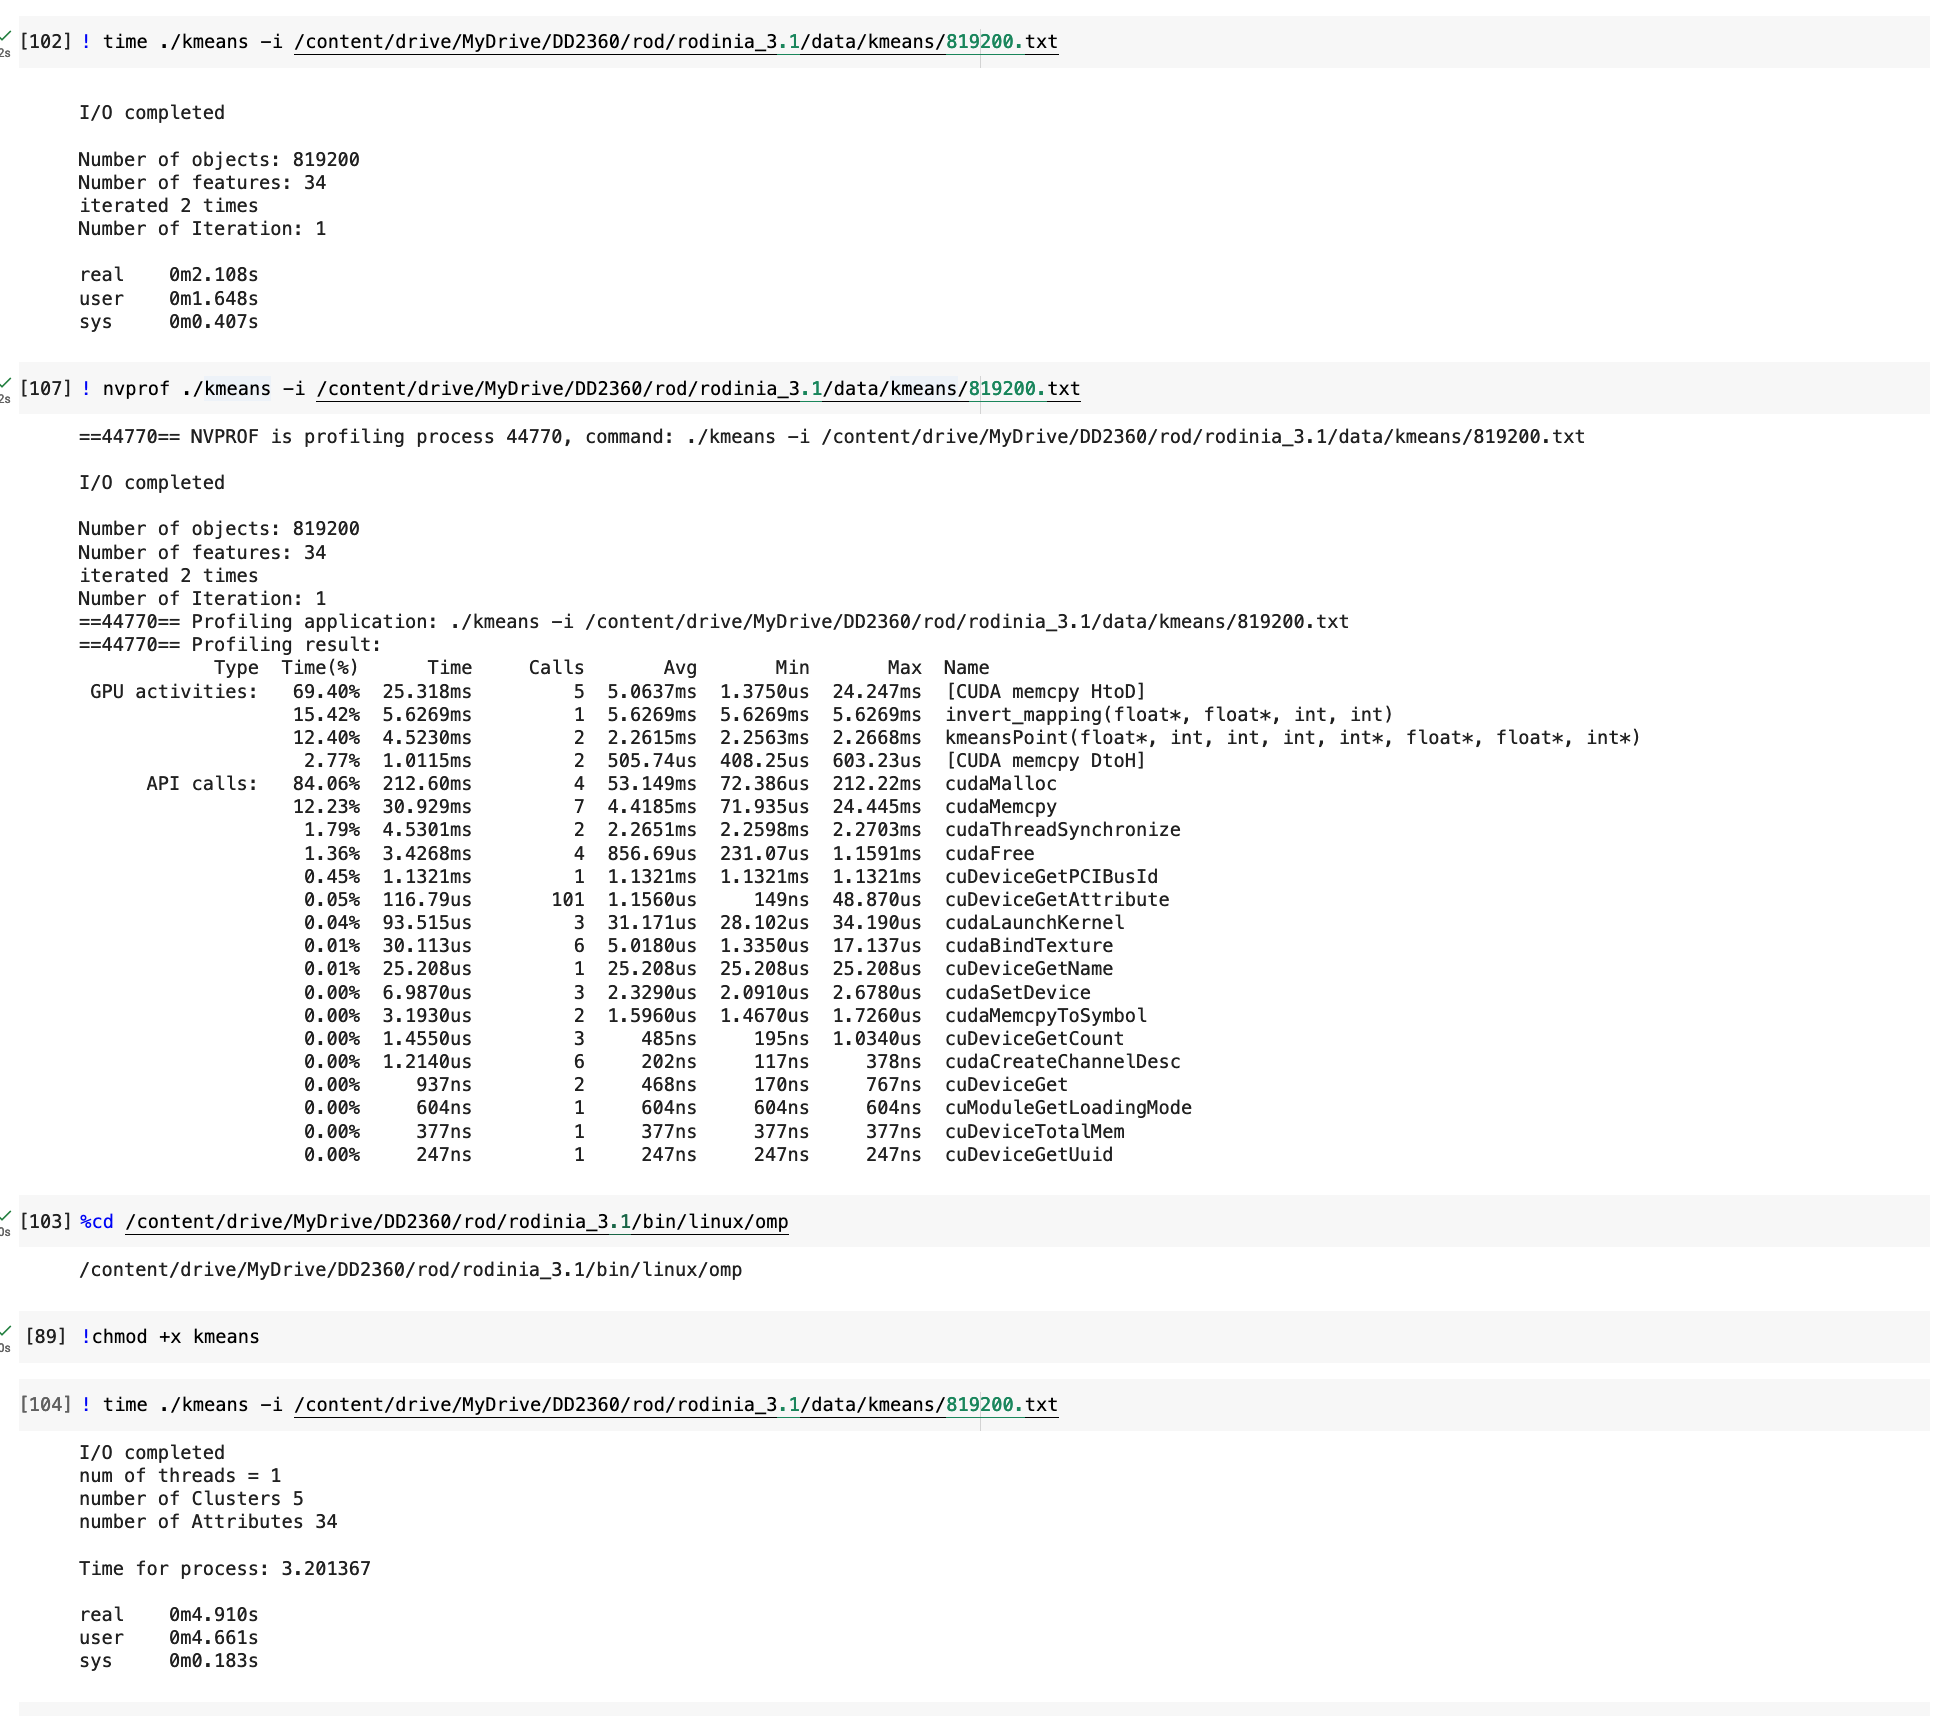 [102] ! time ./kmeans -i /content/drive/MyDrive/DD2360/rod/rodinia_3.1/data/kmeans/819200.txt
2s
I/O completed
Number of objects: 819200
Number of features: 34
iterated 2 times
Number of Iteration: 1
real 0m2.108s
user 0m1.648s
sys 0m0.407s
[107] ! nvprof ./kmeans -i /content/drive/MyDrive/DD2360/rod/rodinia_3.1/data/kmeans/819200.txt
2s
==44770== NVPROF is profiling process 44770, command: ./kmeans -i /content/drive/MyDrive/DD2360/rod/rodinia_3.1/data/kmeans/819200.txt
I/O completed
Number of objects: 819200
Number of features: 34
iterated 2 times
Number of Iteration: 1
==44770== Profiling application: ./kmeans -i /content/drive/MyDrive/DD2360/rod/rodinia_3.1/data/kmeans/819200.txt
==44770== Profiling result:
Type Time(%) Time Calls Avg Min Max Name
GPU activities: 69.40% 25.318ms 5 5.0637ms 1.3750us 24.247ms [CUDA memcpy HtoD]
15.42% 5.6269ms 1 5.6269ms 5.6269ms 5.6269ms invert_mapping(float*, float*, int, int)
12.40% 4.5230ms 2 2.2615ms 2.2563ms 2.2668ms kmeansPoint(float*, int, int, int, int*, float*, float*, int*)
2.77% 1.0115ms 2 505.74us 408.25us 603.23us [CUDA memcpy DtoH]
API calls: 84.06% 212.60ms 4 53.149ms 72.386us 212.22ms cudaMalloc
12.23% 30.929ms 7 4.4185ms 71.935us 24.445ms cudaMemcpy
1.79% 4.5301ms 2 2.2651ms 2.2598ms 2.2703ms cudaThreadSynchronize
1.36% 3.4268ms 4 856.69us 231.07us 1.1591ms cudaFree
0.45% 1.1321ms 1 1.1321ms 1.1321ms 1.1321ms cuDeviceGetPCIBusId
0.05% 116.79us 101 1.1560us 149ns 48.870us cuDeviceGetAttribute
0.04% 93.515us 3 31.171us 28.102us 34.190us cudaLaunchKernel
0.01% 30.113us 6 5.0180us 1.3350us 17.137us cudaBindTexture
0.01% 25.208us 1 25.208us 25.208us 25.208us cuDeviceGetName
0.00% 6.9870us 3 2.3290us 2.0910us 2.6780us cudaSetDevice
0.00% 3.1930us 2 1.5960us 1.4670us 1.7260us cudaMemcpyToSymbol
0.00% 1.4550us 3 485ns 195ns 1.0340us cuDeviceGetCount
0.00% 1.2140us 6 202ns 117ns 378ns cudaCreateChannelDesc
0.00% 937ns 2 468ns 170ns 767ns cuDeviceGet
0.00% 604ns 1 604ns 604ns 604ns cuModuleGetLoadingMode
0.00% 377ns 1 377ns 377ns 377ns cuDeviceTotalMem
0.00% 247ns 1 247ns 247ns 247ns cuDeviceGetUuid
[103] %cd /content/drive/MyDrive/DD2360/rod/rodinia_3.1/bin/linux/omp
0s
/content/drive/MyDrive/DD2360/rod/rodinia_3.1/bin/linux/omp
[89] !chmod +x kmeans
0s
[104] ! time ./kmeans -i /content/drive/MyDrive/DD2360/rod/rodinia_3.1/data/kmeans/819200.txt
I/O completed
num of threads = 1
number of Clusters 5
number of Attributes 34
Time for process: 3.201367
real 0m4.910s
user 0m4.661s
sys 0m0.183s